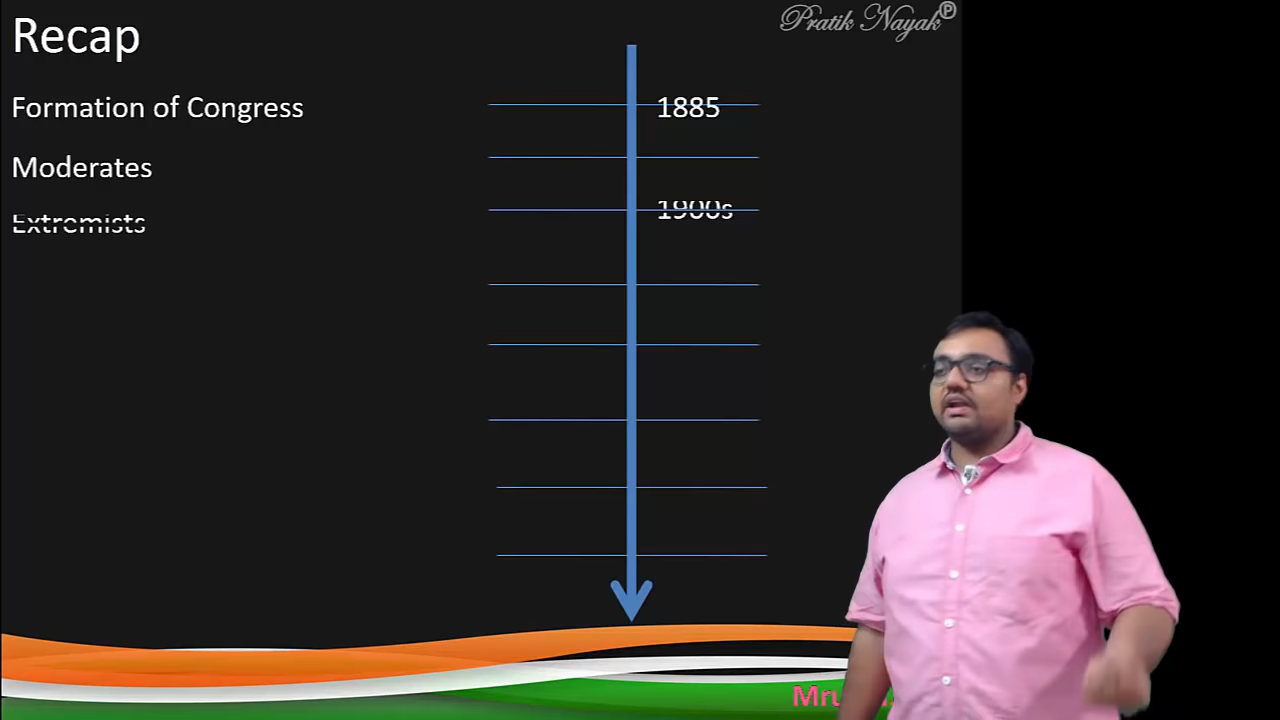 Recap
Pratik Nayak®
Formation of Congress
1885
Moderates
1900s
Extremists